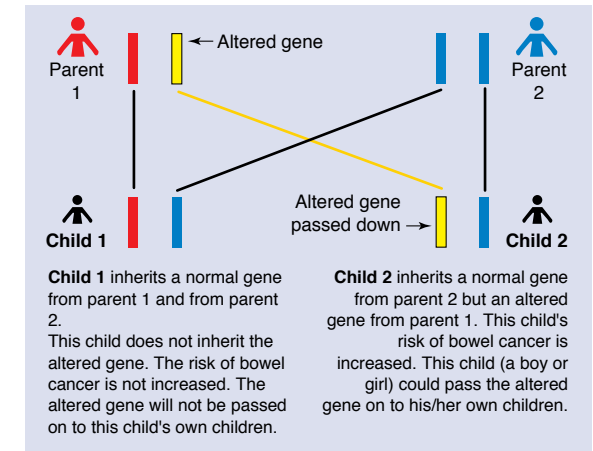 Altered gene
Parent
1
Parent
2
Altered gene
passed down
Child 1
Child 2
Child 1 inherits a normal gene
from parent 1 and from parent
2.
This child does not inherit the
altered gene. The risk of bowel
cancer is not increased. The
altered gene will not be passed
on to this child's own children.
Child 2 inherits a normal gene
from parent 2 but an altered
gene from parent 1. This child's
risk of bowel cancer is
increased. This child (a boy or
girl) could pass the altered
gene on to his/her own children.